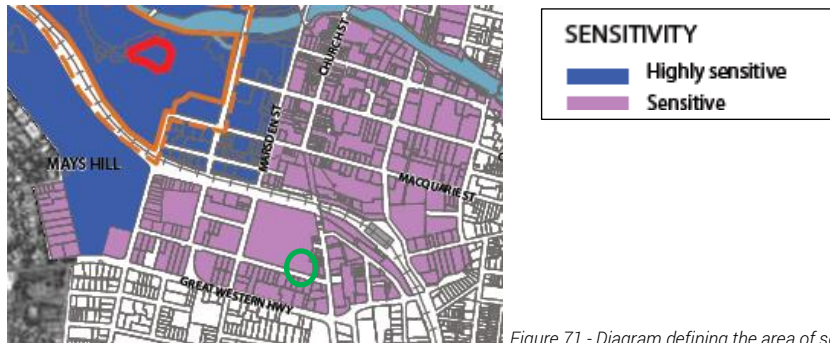 CHURCH ST
MARSDEN ST
MAYS HILL
MACQUARIE ST
GREAT WESTERN HWY
SENSITIVITY
Highly sensitive
Sensitive
Figure 71 - Diagram defining the area of